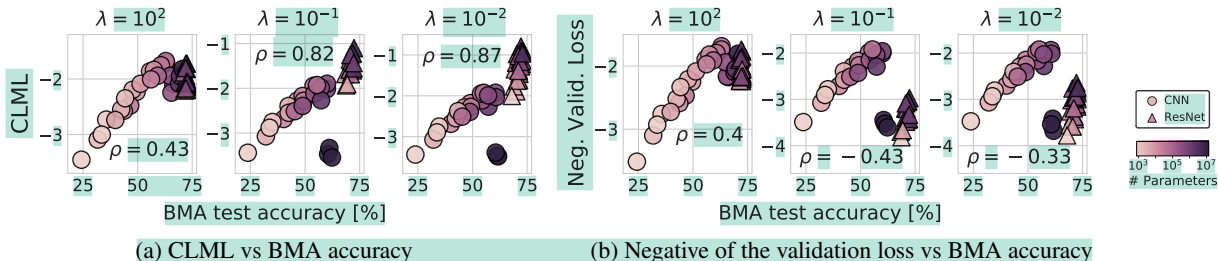 λ = 10² λ = 10⁻¹ λ = 10⁻²
CLML
−2
−3
ρ = 0.43
25 50 75
−1
−2
−3
ρ = 0.82
25 50 75
−1
−2
−3
ρ = 0.87
25 50 75
BMA test accuracy [%]
(a) CLML vs BMA accuracy
λ = 10² λ = 10⁻¹ λ = 10⁻²
Neg. Valid. Loss
−2
−3
ρ = 0.4
25 50 75
−2
−3
−4
ρ = − 0.43
25 50 75
−2
−3
−4
ρ = − 0.33
25 50 75
BMA test accuracy [%]
(b) Negative of the validation loss vs BMA accuracy
CNN
ResNet
10³ 10⁵ 10⁷
# Parameters